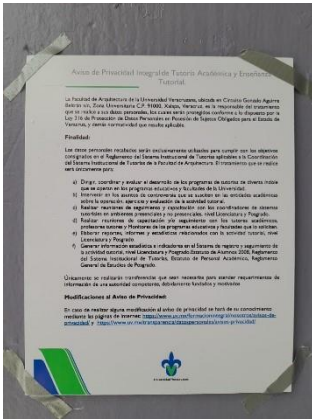 Aviso de Privacidad Integral de Tutoría Académica y Enseñanza
Tutorial.
La Facultad de Arquitectura de la Universidad Veracruzana, ubicada en Circuito Gonzalo Aguirre
Beltrán s/n, Zona Universitaria C.P. 91000, Xalapa, Veracruz, es la responsable del tratamiento
que se realice a sus datos personales, los cuales serán protegidos conforme a lo dispuesto por la
Ley 316 de Protección de Datos Personales en Posesión de Sujetos Obligados para el Estado de
Veracruz, y demás normatividad que resulte aplicable.
Finalidad:
Los datos personales recabados serán exclusivamente utilizados para cumplir con los objetivos
consignados en el Reglamento del Sistema Institucional de Tutorías aplicables a la Coordinación
del Sistema Institucional de Tutorías de la Facultad de Arquitectura. El tratamiento que se realice
será únicamente para:
a) Dirigir, coordinar y evaluar el desarrollo de los programas de tutorías de diversa índole
que se operan en los programas educativos y facultades de la Universidad.
b) Intervenir en los asuntos de controversia que se susciten en las entidades académicas
sobre la operación, ejercicio y evaluación de la actividad tutorial.
c) Realizar reuniones de seguimiento y capacitación con los coordinadores de sistemas
tutoriales en ambientes presenciales y no presenciales, nivel Licenciatura y Posgrado.
d) Realizar reuniones de capacitación y/o seguimiento con los tutores académicos,
profesores tutores y Monitores de los programas educativos y facultades que lo soliciten.
e) Elaborar reportes, informes y estadísticas relacionados con la actividad tutorial, nivel
Licenciatura y Posgrado
f) Generar información estadística e indicadores en el Sistema de registro y seguimiento de
la actividad tutorial, nivel Licenciatura y Posgrado Estatuto de Alumnos 2008, Reglamento
del Sistema Institucional de Tutorías, Estatuto de Personal Académico, Reglamento
General de Estudios de Posgrado.
Únicamente se realizarán transferencias que sean necesarias para atender requerimientos de
información de una autoridad competente, debidamente fundados y motivados
Modificaciones al Aviso de Privacidad:
En caso de realizar alguna modificación al aviso de privacidad se hará de su conocimiento
mediante las páginas de internet: